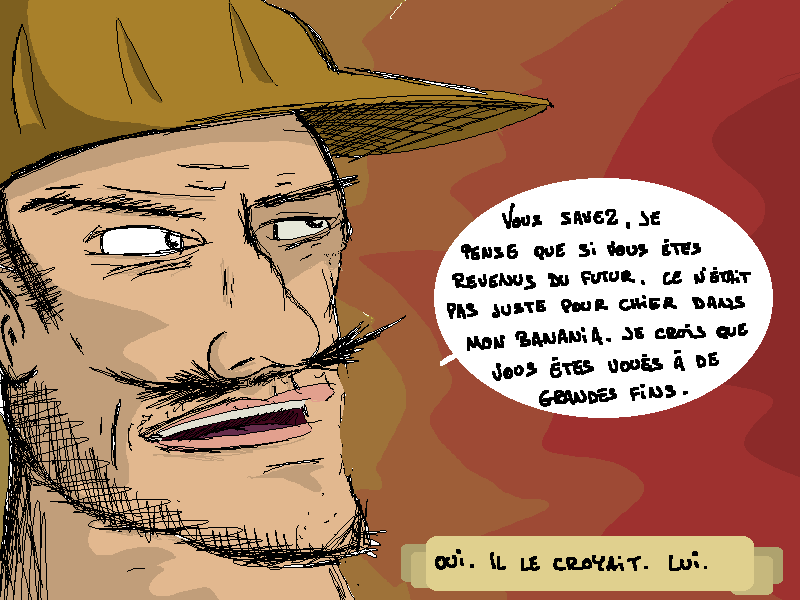 VOUS SAVEZ, JE
PENSE QUE SI VOUS ÊTES
REVENUS DU FUTUR. CE N'ÉTAIT
PAS JUSTE POUR CHIER DANS
MON BANANIA. JE CROIS QUE
VOUS ÊTES VOUÉS À DE
GRANDES FINS.
OUI. IL LE CROYAIT. LUI.